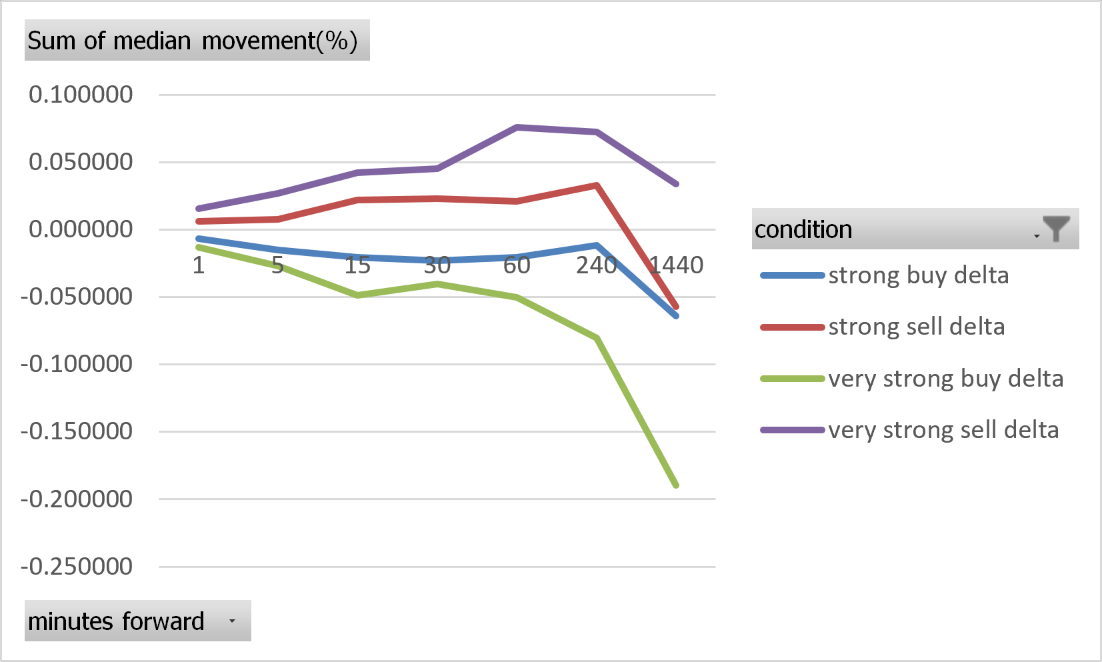 Sum of median movement(%)
0.100000
0.050000
0.000000
-0.050000
-0.100000
-0.150000
-0.200000
-0.250000
1 5 15 30 60 240 1440
condition
strong buy delta
strong sell delta
very strong buy delta
very strong sell delta
minutes forward